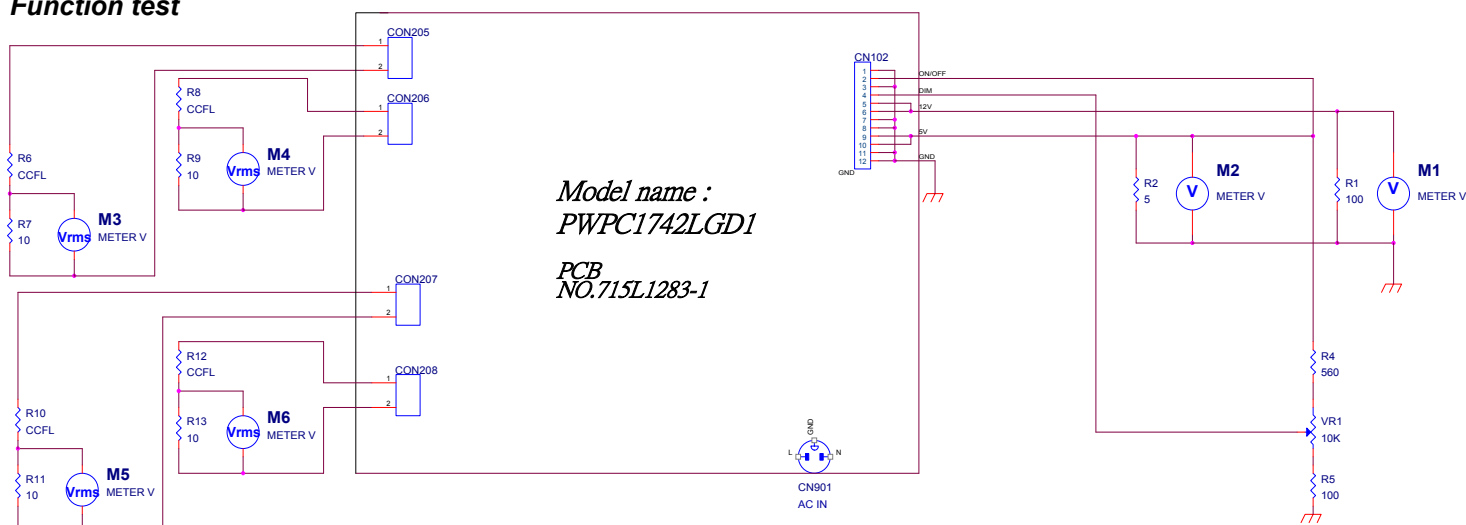 Function test
CON205
1
2
R8
CCFL
CON206
1
2
R6
CCFL
R9
10
Vrms
M4
METER V
R7
10
Vrms
M3
METER V
Model name :
PWPC1742LGD1
PCB
NO.715L1283-1
CN102
1
2
3
4
5
6
7
8
9
10
11
12
GND
ON/OFF
DIM
12V
5V
GND
R2
5
V
M2
METER V
R1
100
V
M1
METER V
CON207
1
2
R12
CCFL
CON208
1
2
R10
CCFL
R13
10
Vrms
M6
METER V
R11
10
Vrms
M5
METER V
GND
L
N
CN901
AC IN
R4
560
VR1
10K
R5
100